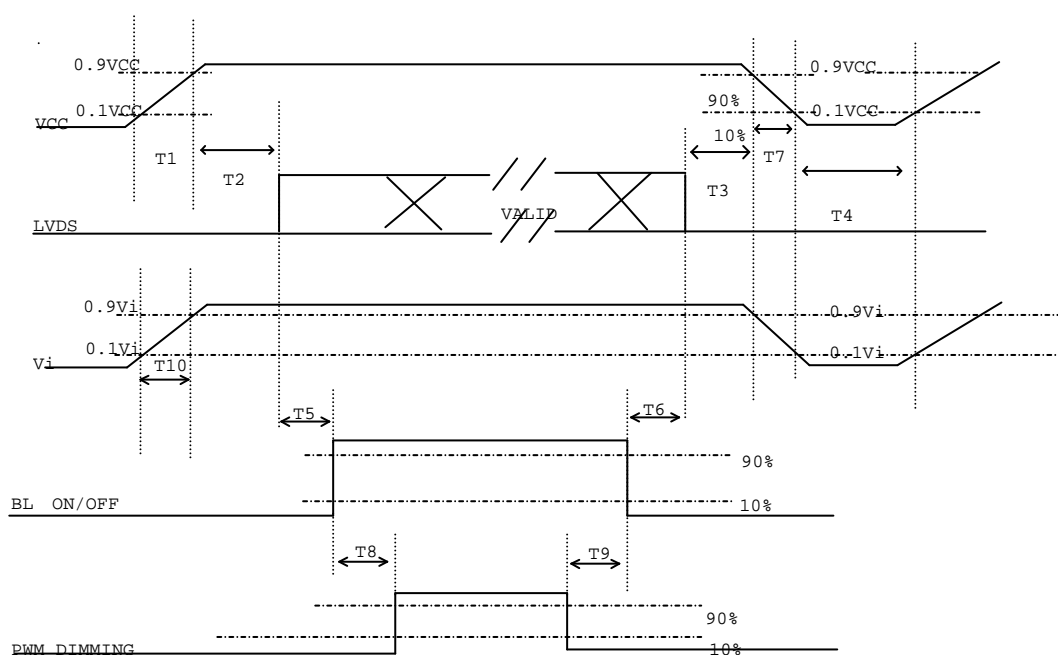 0.9VCC
0.9VCC
0.1VCC
90%
0.1VCC
VCC
10%
T1
T7
T2
T3
VALID
T4
LVDS
0.9Vi
0.9Vi
0.1Vi
0.1Vi
Vi
T10
T5
T6
90%
BL ON/OFF
10%
T8
T9
90%
PWM DIMMING
10%